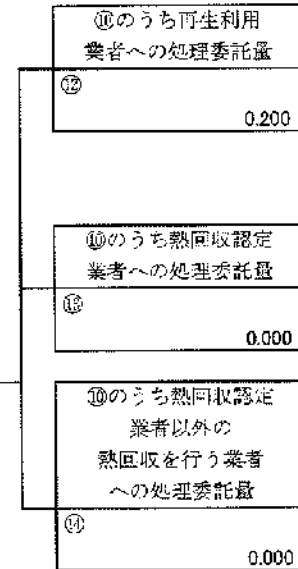 ⑩のうち再生利用
業者への処理委託量
⑫
0.200
⑩のうち熱回収認定
業者への処理委託量
⑬
0.000
⑩のうち熱回収認定
業者以外の
熱回収を行う業者
への処理委託量
⑭
0.000